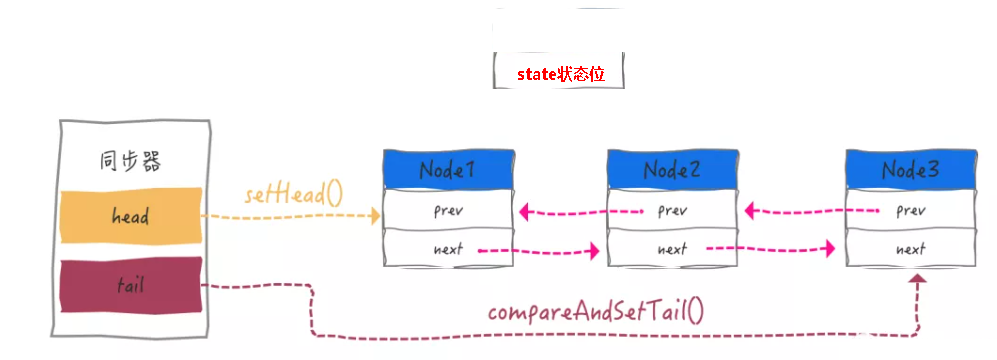 state状态位
同步器
head
tail
setHead()
Node1
prev
next
Node2
prev
next
Node3
prev
next
compareAndSetTail()